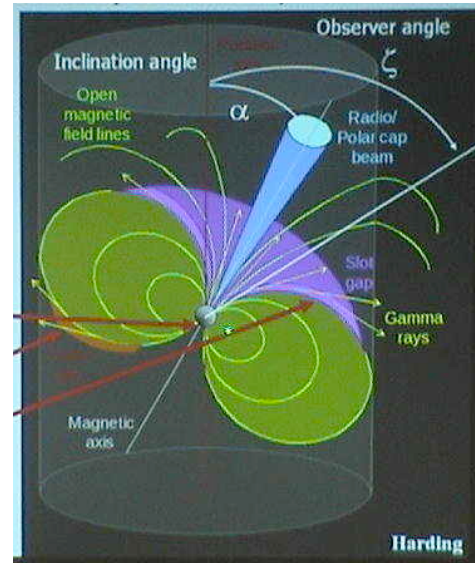 Observer angle
ζ
Inclination angle
Open
magnetic
field lines
α
Radio/
Polar cap
beam
Slot
gap
Gamma
rays
Magnetic
axis
Harding